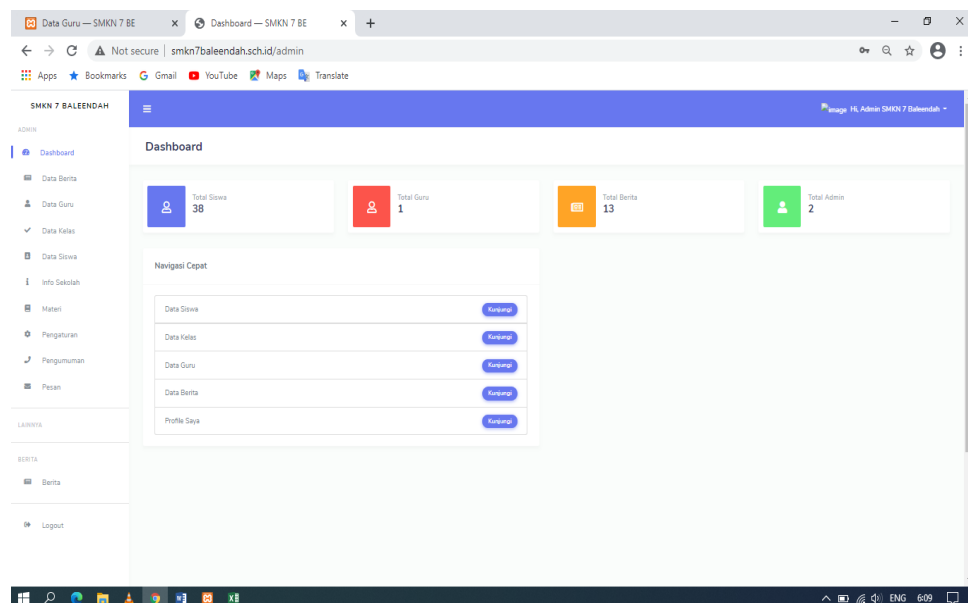 Data Guru — SMKN 7 BE
Dashboard — SMKN 7 BE
Not secure | smkn7baleendah.sch.id/admin
Apps Bookmarks Gmail YouTube Maps Translate
SMKN 7 BALEENDAH
image Hi, Admin SMKN 7 Baleendah
ADMIN
Dashboard
Data Berita
Data Guru
Data Kelas
Data Siswa
Info Sekolah
Materi
Pengaturan
Pengumuman
Pesan
LAINNYA
BERITA
Berita
Logout
Dashboard
Total Siswa
38
Total Guru
1
Total Berita
13
Total Admin
2
Navigasi Cepat
Data Siswa Kunjungi
Data Kelas Kunjungi
Data Guru Kunjungi
Data Berita Kunjungi
Profile Saya Kunjungi
ENG 6:09